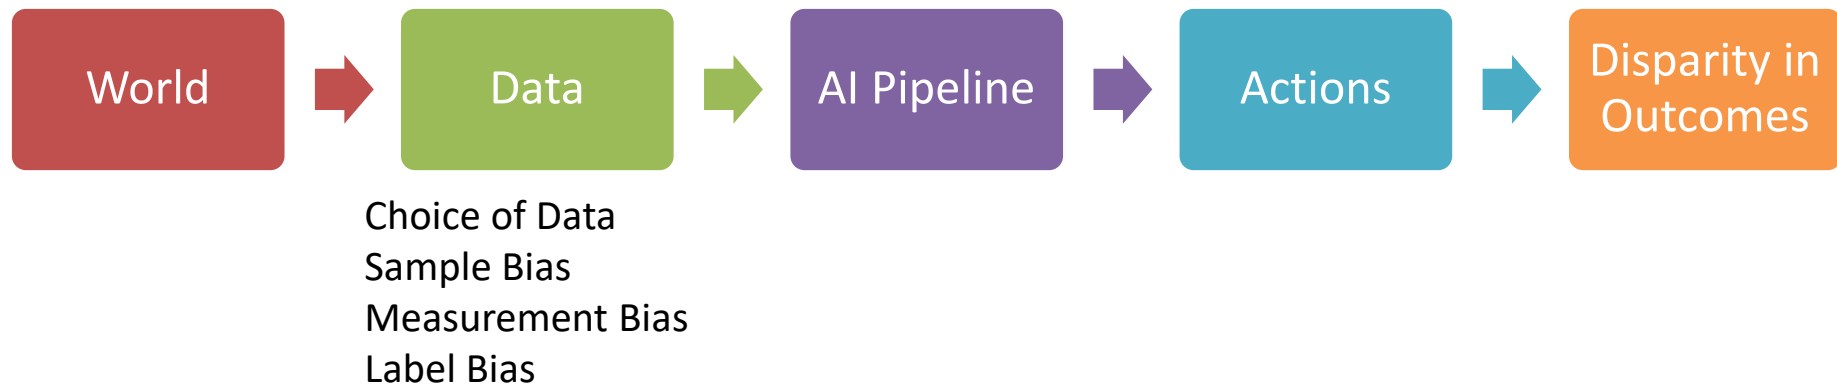 World
Data
AI Pipeline
Actions
Disparity in
Outcomes
Choice of Data
Sample Bias
Measurement Bias
Label Bias